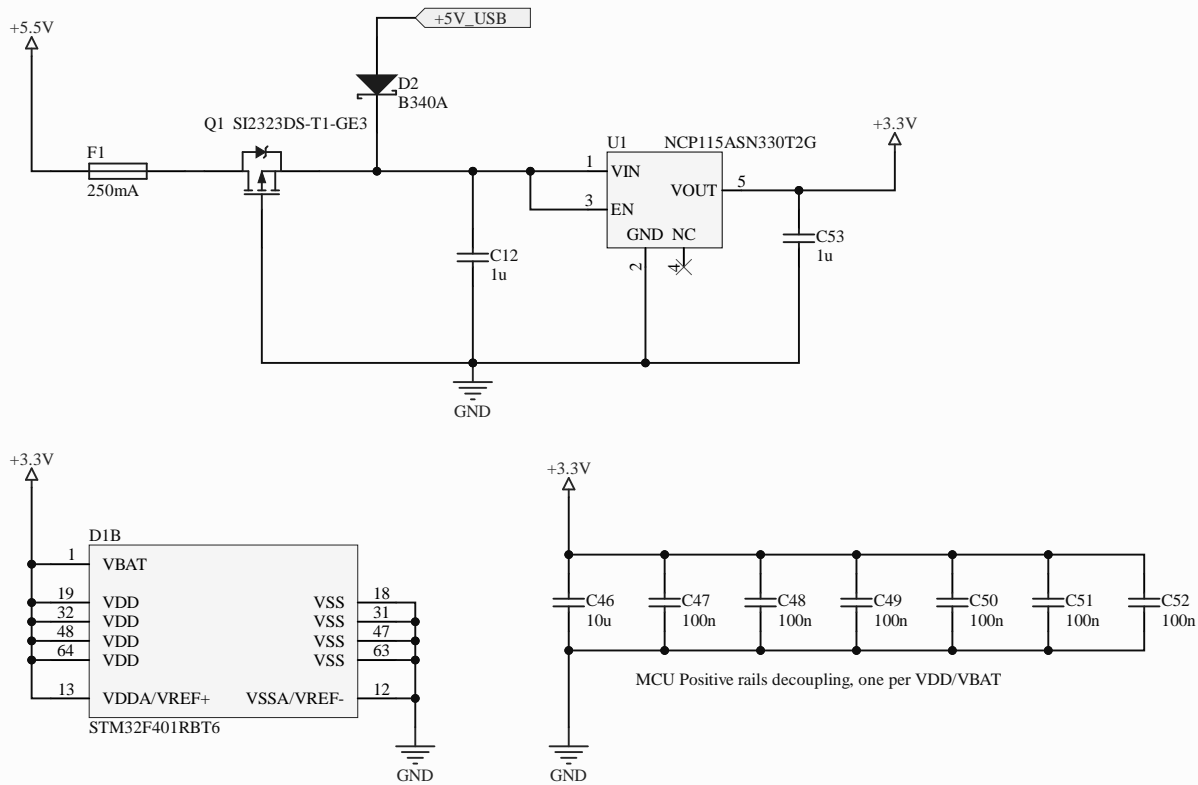 +5V_USB
+5.5V
D2
B340A
Q1 SI2323DS-T1-GE3
F1
250mA
U1 NCP115ASN330T2G
+3.3V
1 VIN
VOUT 5
3 EN
GND NC
2
4
C12
1u
C53
1u
GND
+3.3V
D1B
1 VBAT
19 VDD VSS 18
32 VDD VSS 31
48 VDD VSS 47
64 VDD VSS 63
13 VDDA/VREF+ VSSA/VREF- 12
STM32F401RBT6
GND
+3.3V
C46 C47 C48 C49 C50 C51 C52
10u 100n 100n 100n 100n 100n 100n
MCU Positive rails decoupling, one per VDD/VBAT
GND